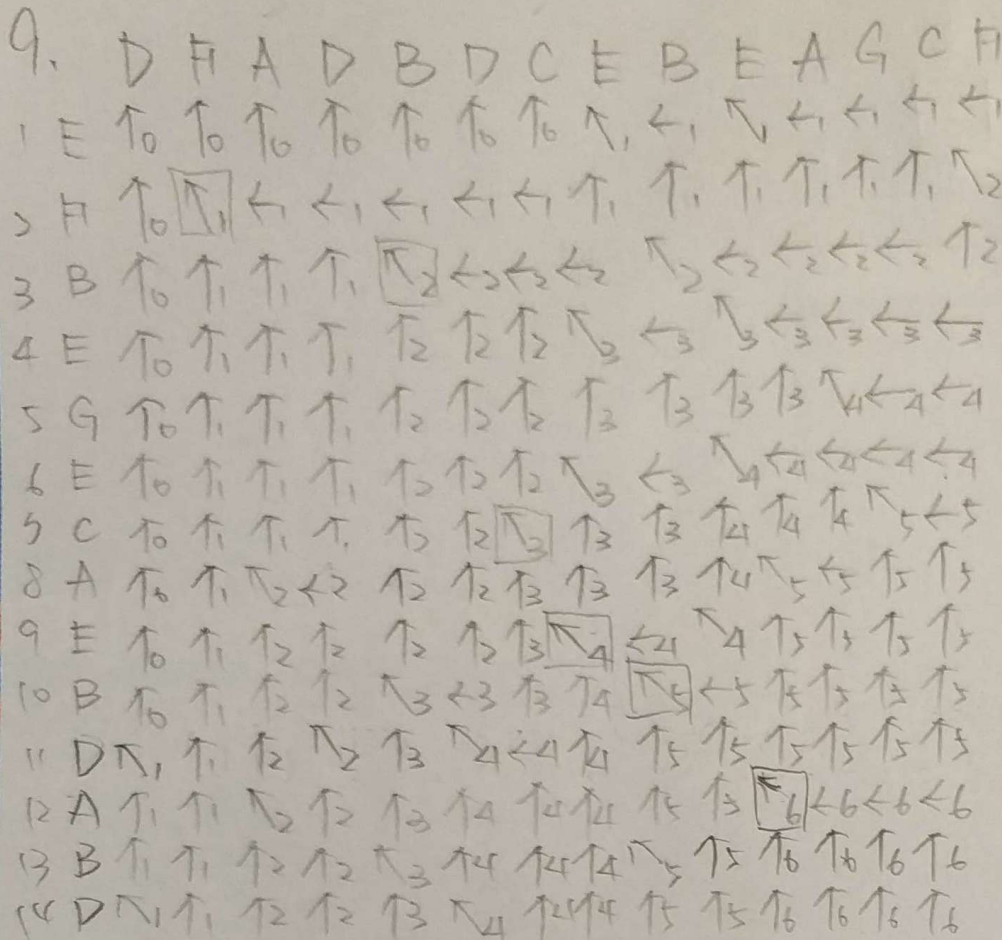 9. D F A D B D C E B E A G C F
1 E ↑0 ↑0 ↑0 ↑0 ↑0 ↑0 ↑0 ↖1 ←1 ↖1 ←1 ←1 ←1 ←1
2 F ↑0 ↖1 ←1 ←1 ←1 ←1 ←1 ↑1 ↑1 ↑1 ↑1 ↑1 ↑1 ↖2
3 B ↑0 ↑1 ↑1 ↑1 ↖2 ←2 ←2 ←2 ↖2 ←2 ←2 ←2 ←2 ↑2
4 E ↑0 ↑1 ↑1 ↑1 ↑2 ↑2 ↑2 ↖3 ←3 ↖3 ←3 ←3 ←3 ←3
5 G ↑0 ↑1 ↑1 ↑1 ↑2 ↑2 ↑2 ↑3 ↑3 ↑3 ↑3 ↖4 ←4 ←4
6 E ↑0 ↑1 ↑1 ↑1 ↑2 ↑2 ↑2 ↖3 ←3 ↖4 ←4 ←4 ←4 ←4
7 C ↑0 ↑1 ↑1 ↑1 ↑2 ↑2 ↖3 ↑3 ↑3 ↑4 ↑4 ↑4 ↖5 ←5
8 A ↑0 ↑1 ↖2 ←2 ↑2 ↑2 ↑3 ↑3 ↑3 ↑4 ↖5 ←5 ↑5 ↑5
9 E ↑0 ↑1 ↑2 ↑2 ↑2 ↑2 ↑3 ↖4 ←4 ↖4 ↑5 ↑5 ↑5 ↑5
10 B ↑0 ↑1 ↑2 ↑2 ↖3 ←3 ↑3 ↑4 ↖5 ←5 ↑5 ↑5 ↑5 ↑5
11 D ↖1 ↑1 ↑2 ↖2 ↑3 ↖4 ←4 ↑4 ↑5 ↑5 ↑5 ↑5 ↑5 ↑5
12 A ↑1 ↑1 ↖2 ↑2 ↑3 ↑4 ↑4 ↑4 ↑5 ↑5 ↖6 ←6 ←6 ←6
13 B ↑1 ↑1 ↑2 ↑2 ↖3 ↑4 ↑4 ↑4 ↖5 ↑5 ↑6 ↑6 ↑6 ↑6
14 D ↖1 ↑1 ↑2 ↑2 ↑3 ↖4 ↑4 ↑4 ↑5 ↑5 ↑6 ↑6 ↑6 ↑6